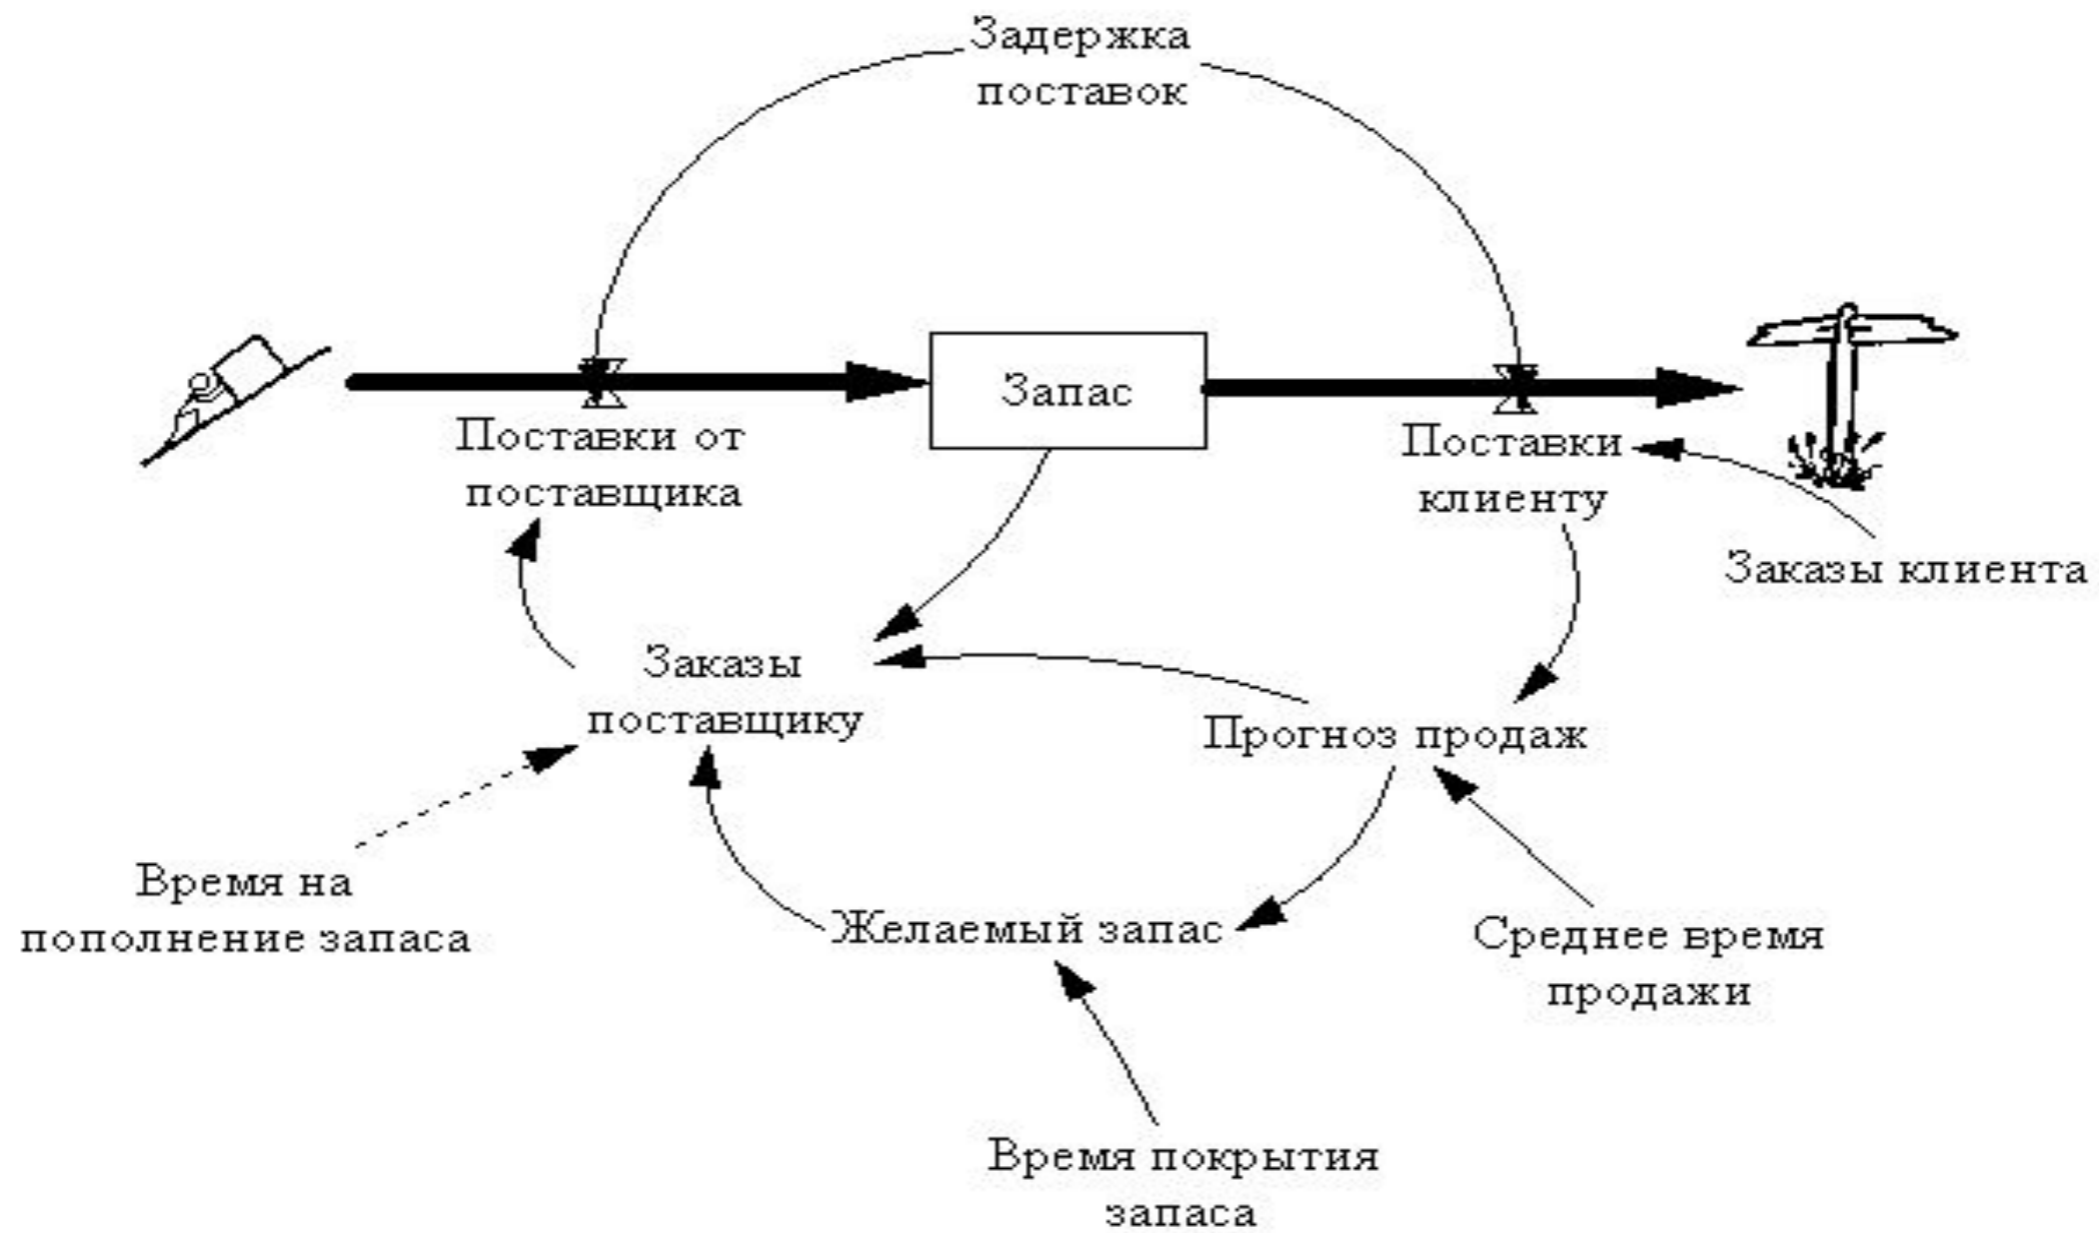 Задержка
поставок
Запас
Поставки от
поставщика
Поставки
клиенту
Заказы клиента
Заказы
поставщику
Прогноз продаж
Время на
пополнение запаса
Желаемый запас
Среднее время
продажи
Время покрытия
запаса